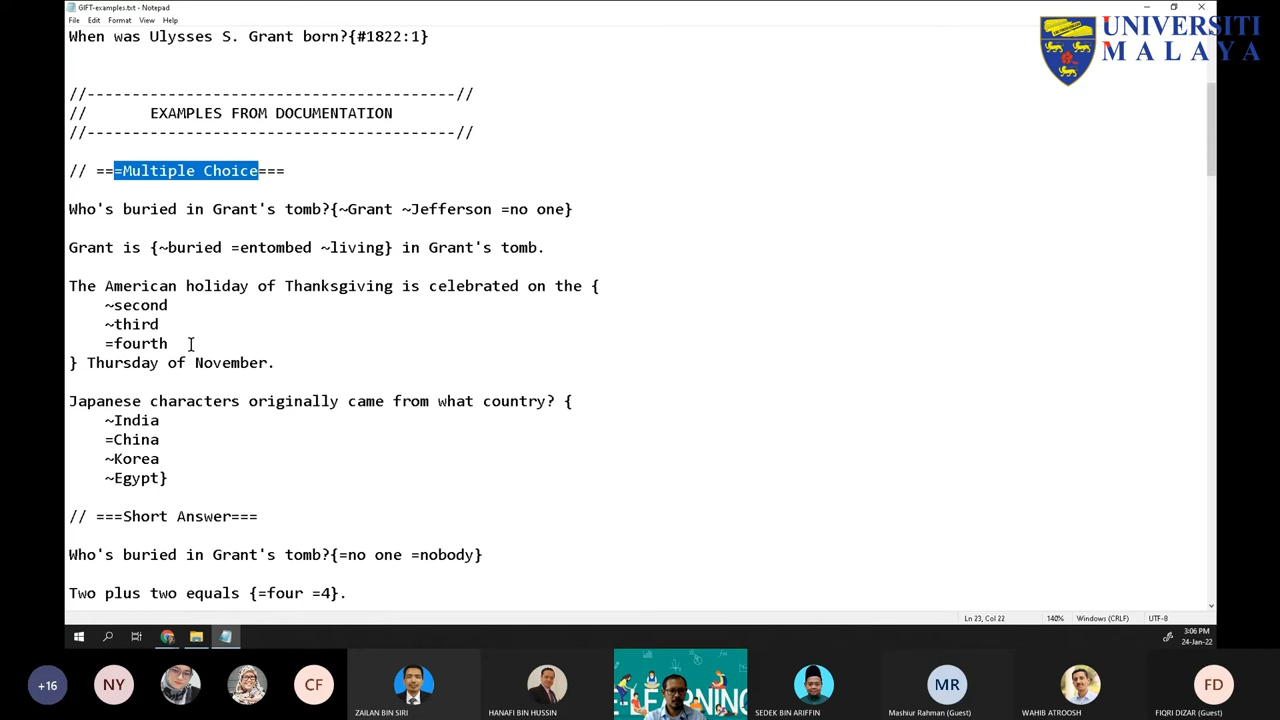 GIFT-examples.txt - Notepad
File Edit Format View Help
When was Ulysses S. Grant born?{#1822:1}
//-----------------------------------------//
// EXAMPLES FROM DOCUMENTATION
//-----------------------------------------//
// ===Multiple Choice===
Who's buried in Grant's tomb?{~Grant ~Jefferson =no one}
Grant is {~buried =entombed ~living} in Grant's tomb.
The American holiday of Thanksgiving is celebrated on the {
~second
~third
=fourth
} Thursday of November.
Japanese characters originally came from what country? {
~India
=China
~Korea
~Egypt}
// ===Short Answer===
Who's buried in Grant's tomb?{=no one =nobody}
Two plus two equals {=four =4}.
Ln 23, Col 22 140% Windows (CRLF) UTF-8
3:06 PM
24-Jan-22
UNIVERSITI
MALAYA
+16 NY CF MR FD
E-LEARNING
ZAILAN BIN SIRI HANAFI BIN HUSSIN SEDEK BIN ARIFFIN Mashiur Rahman (Guest) WAHIB ATROOSH FIQRI DIZAR (Guest)